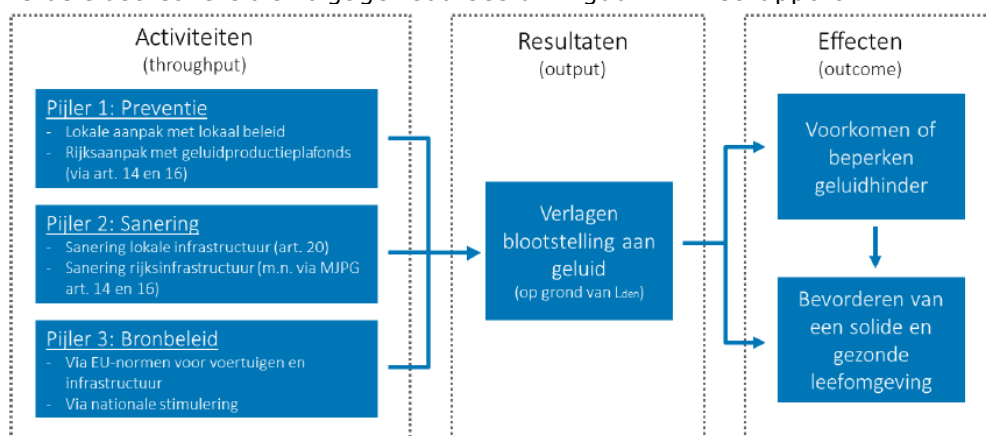 Activiteiten
(throughput)
Pijler 1: Preventie
- Lokale aanpak met lokaal beleid
- Rijksaanpak met geluidproductieplafonds
(via art. 14 en 16)
Pijler 2: Sanering
- Sanering lokale infrastructuur (art. 20)
- Sanering rijksinfrastructuur (m.n. via MJPG
art. 14 en 16)
Pijler 3: Bronbeleid
- Via EU-normen voor voertuigen en
infrastructuur
- Via nationale stimulering
Resultaten
(output)
Verlagen
blootstelling aan
geluid
(op grond van Lden)
Effecten
(outcome)
Voorkomen of
beperken
geluidhinder
Bevorderen van
een solide en
gezonde
leefomgeving